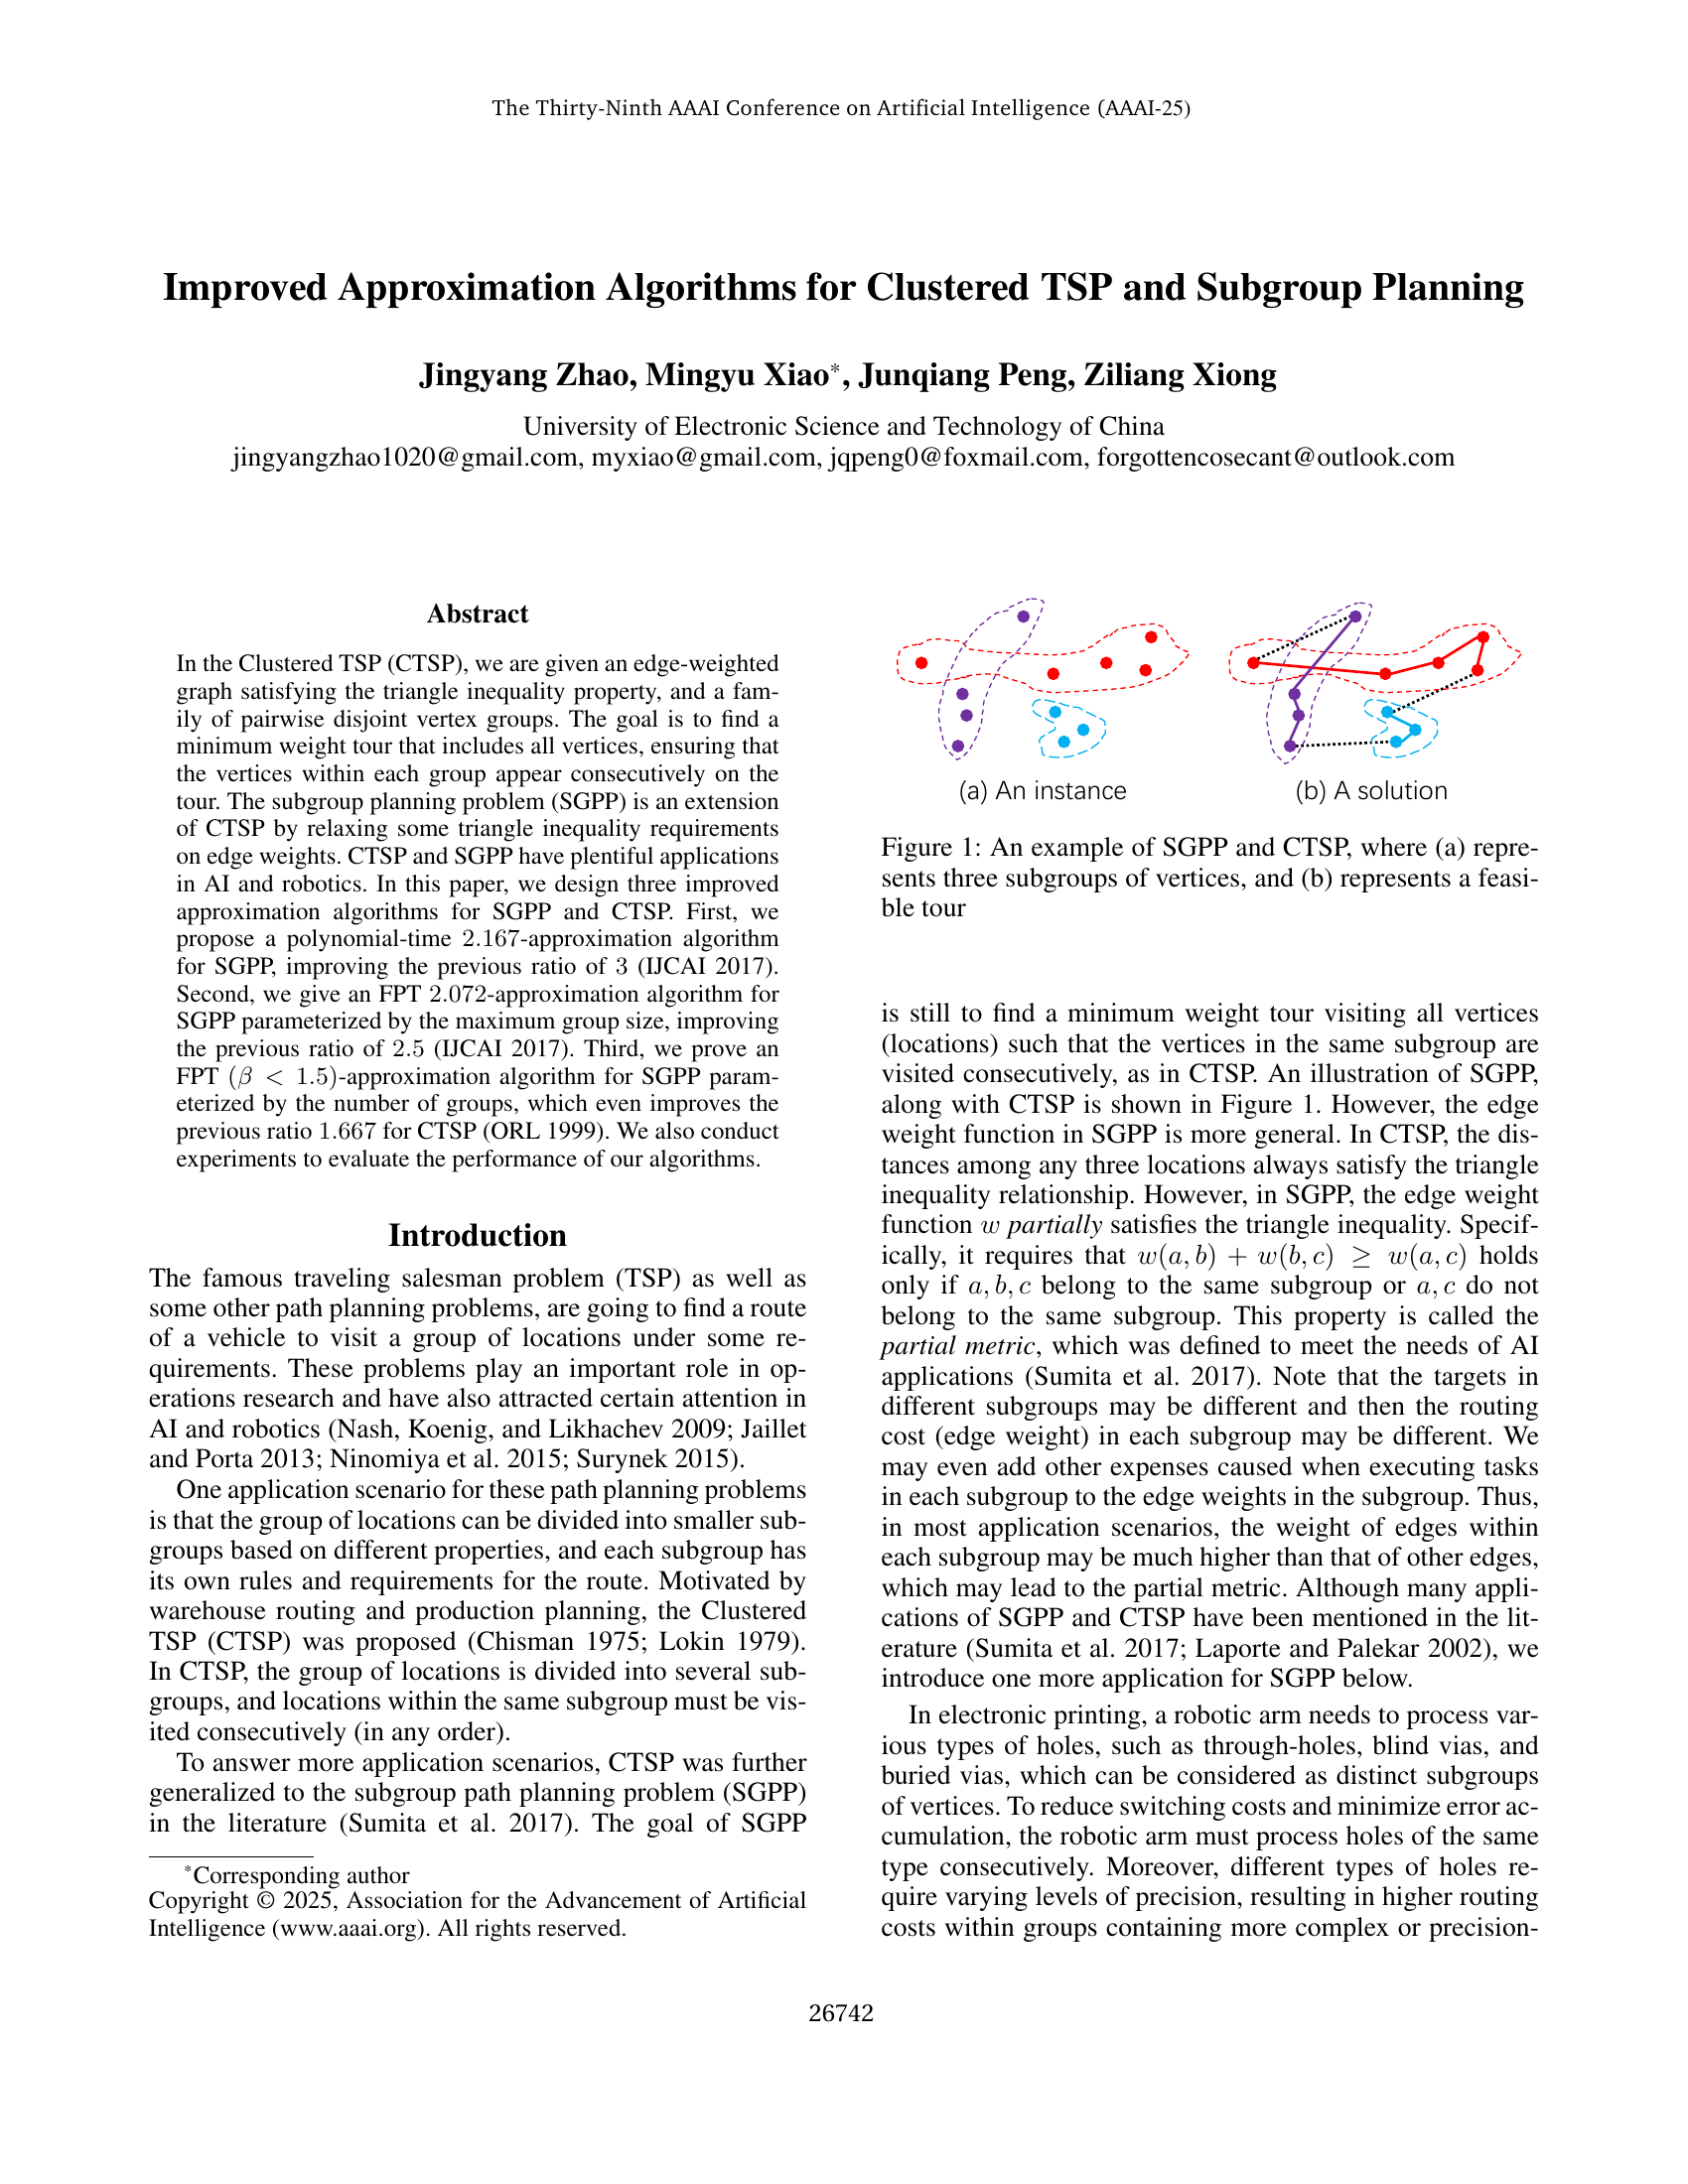 The Thirty-Ninth AAAI Conference on Artificial Intelligence (AAAI-25)
Improved Approximation Algorithms for Clustered TSP and Subgroup Planning
Jingyang Zhao, Mingyu Xiao*, Junqiang Peng, Ziliang Xiong
University of Electronic Science and Technology of China
jingyangzhao1020@gmail.com, myxiao@gmail.com, jqpeng0@foxmail.com, forgottencosecant@outlook.com
Abstract
In the Clustered TSP (CTSP), we are given an edge-weighted
graph satisfying the triangle inequality property, and a fam-
ily of pairwise disjoint vertex groups. The goal is to find a
minimum weight tour that includes all vertices, ensuring that
the vertices within each group appear consecutively on the
tour. The subgroup planning problem (SGPP) is an extension
of CTSP by relaxing some triangle inequality requirements
on edge weights. CTSP and SGPP have plentiful applications
in AI and robotics. In this paper, we design three improved
approximation algorithms for SGPP and CTSP. First, we
propose a polynomial-time 2.167-approximation algorithm
for SGPP, improving the previous ratio of 3 (IJCAI 2017).
Second, we give an FPT 2.072-approximation algorithm for
SGPP parameterized by the maximum group size, improving
the previous ratio of 2.5 (IJCAI 2017). Third, we prove an
FPT (β < 1.5)-approximation algorithm for SGPP param-
eterized by the number of groups, which even improves the
previous ratio 1.667 for CTSP (ORL 1999). We also conduct
experiments to evaluate the performance of our algorithms.
Introduction
The famous traveling salesman problem (TSP) as well as
some other path planning problems, are going to find a route
of a vehicle to visit a group of locations under some re-
quirements. These problems play an important role in op-
erations research and have also attracted certain attention in
AI and robotics (Nash, Koenig, and Likhachev 2009; Jaillet
and Porta 2013; Ninomiya et al. 2015; Surynek 2015).
One application scenario for these path planning problems
is that the group of locations can be divided into smaller sub-
groups based on different properties, and each subgroup has
its own rules and requirements for the route. Motivated by
warehouse routing and production planning, the Clustered
TSP (CTSP) was proposed (Chisman 1975; Lokin 1979).
In CTSP, the group of locations is divided into several sub-
groups, and locations within the same subgroup must be vis-
ited consecutively (in any order).
To answer more application scenarios, CTSP was further
generalized to the subgroup path planning problem (SGPP)
in the literature (Sumita et al. 2017). The goal of SGPP
*Corresponding author
Copyright © 2025, Association for the Advancement of Artificial
Intelligence (www.aaai.org). All rights reserved.
(a) An instance
(b) A solution
Figure 1: An example of SGPP and CTSP, where (a) repre-
sents three subgroups of vertices, and (b) represents a feasi-
ble tour
is still to find a minimum weight tour visiting all vertices
(locations) such that the vertices in the same subgroup are
visited consecutively, as in CTSP. An illustration of SGPP,
along with CTSP is shown in Figure 1. However, the edge
weight function in SGPP is more general. In CTSP, the dis-
tances among any three locations always satisfy the triangle
inequality relationship. However, in SGPP, the edge weight
function w partially satisfies the triangle inequality. Specif-
ically, it requires that w(a, b) + w(b, c) ≥ w(a, c) holds
only if a, b, c belong to the same subgroup or a, c do not
belong to the same subgroup. This property is called the
partial metric, which was defined to meet the needs of AI
applications (Sumita et al. 2017). Note that the targets in
different subgroups may be different and then the routing
cost (edge weight) in each subgroup may be different. We
may even add other expenses caused when executing tasks
in each subgroup to the edge weights in the subgroup. Thus,
in most application scenarios, the weight of edges within
each subgroup may be much higher than that of other edges,
which may lead to the partial metric. Although many appli-
cations of SGPP and CTSP have been mentioned in the lit-
erature (Sumita et al. 2017; Laporte and Palekar 2002), we
introduce one more application for SGPP below.
In electronic printing, a robotic arm needs to process var-
ious types of holes, such as through-holes, blind vias, and
buried vias, which can be considered as distinct subgroups
of vertices. To reduce switching costs and minimize error ac-
cumulation, the robotic arm must process holes of the same
type consecutively. Moreover, different types of holes re-
quire varying levels of precision, resulting in higher routing
costs within groups containing more complex or precision-
26742